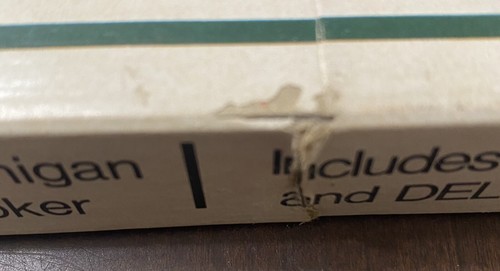 higan | Includes
oker and DEL